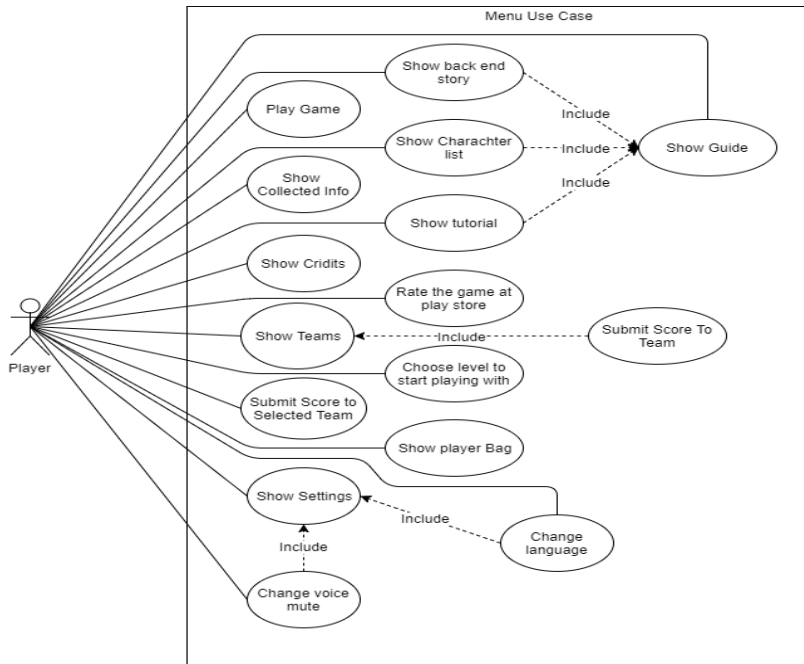 Menu Use Case
Show back end
story
Play Game
Include
Show Charachter
list
Include
Show Guide
Show
Collected Info
Include
Show tutorial
Show Cridits
Rate the game at
play store
Show Teams
Include
Submit Score To
Team
Player
Choose level to
start playing with
Submit Score to
Selected Team
Show player Bag
Show Settings
Include
Change
language
Include
Change voice
mute